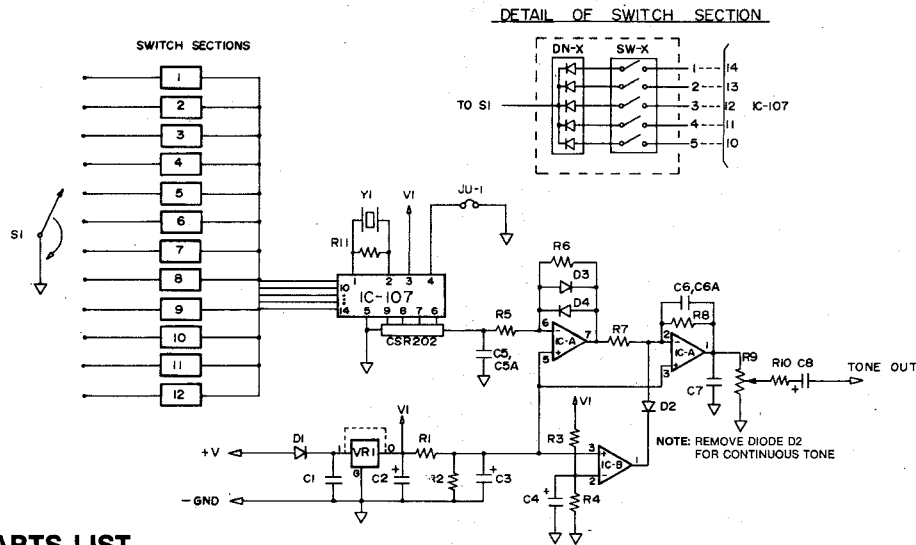 DETAIL OF SWITCH SECTION
SWITCH SECTIONS
DN-X SW-X
TO S1
1 14
2 13
3 12 IC-107
4 11
5 10
1
2
3
4
5
6
7
8
9
10
11
12
S1
Y1
R11
V1
JU-1
1 2 3 4
10
14
IC-107
5 9 8 7 6
CSR202
R5
C5,
C5A
R6
D3
D4
6
5
7
IC-A
R7
C6,C6A
R8
2
3
1
IC-A
C7
R9
R10 C8
+
TONE OUT
D2
NOTE: REMOVE DIODE D2
FOR CONTINUOUS TONE
+V
D1
I VR1 O
G
V1
R1
C1
+
C2
R2
+
C3
V1
R3
3
2
1
IC-B
+
C4
R4
-GND
PARTS LIST